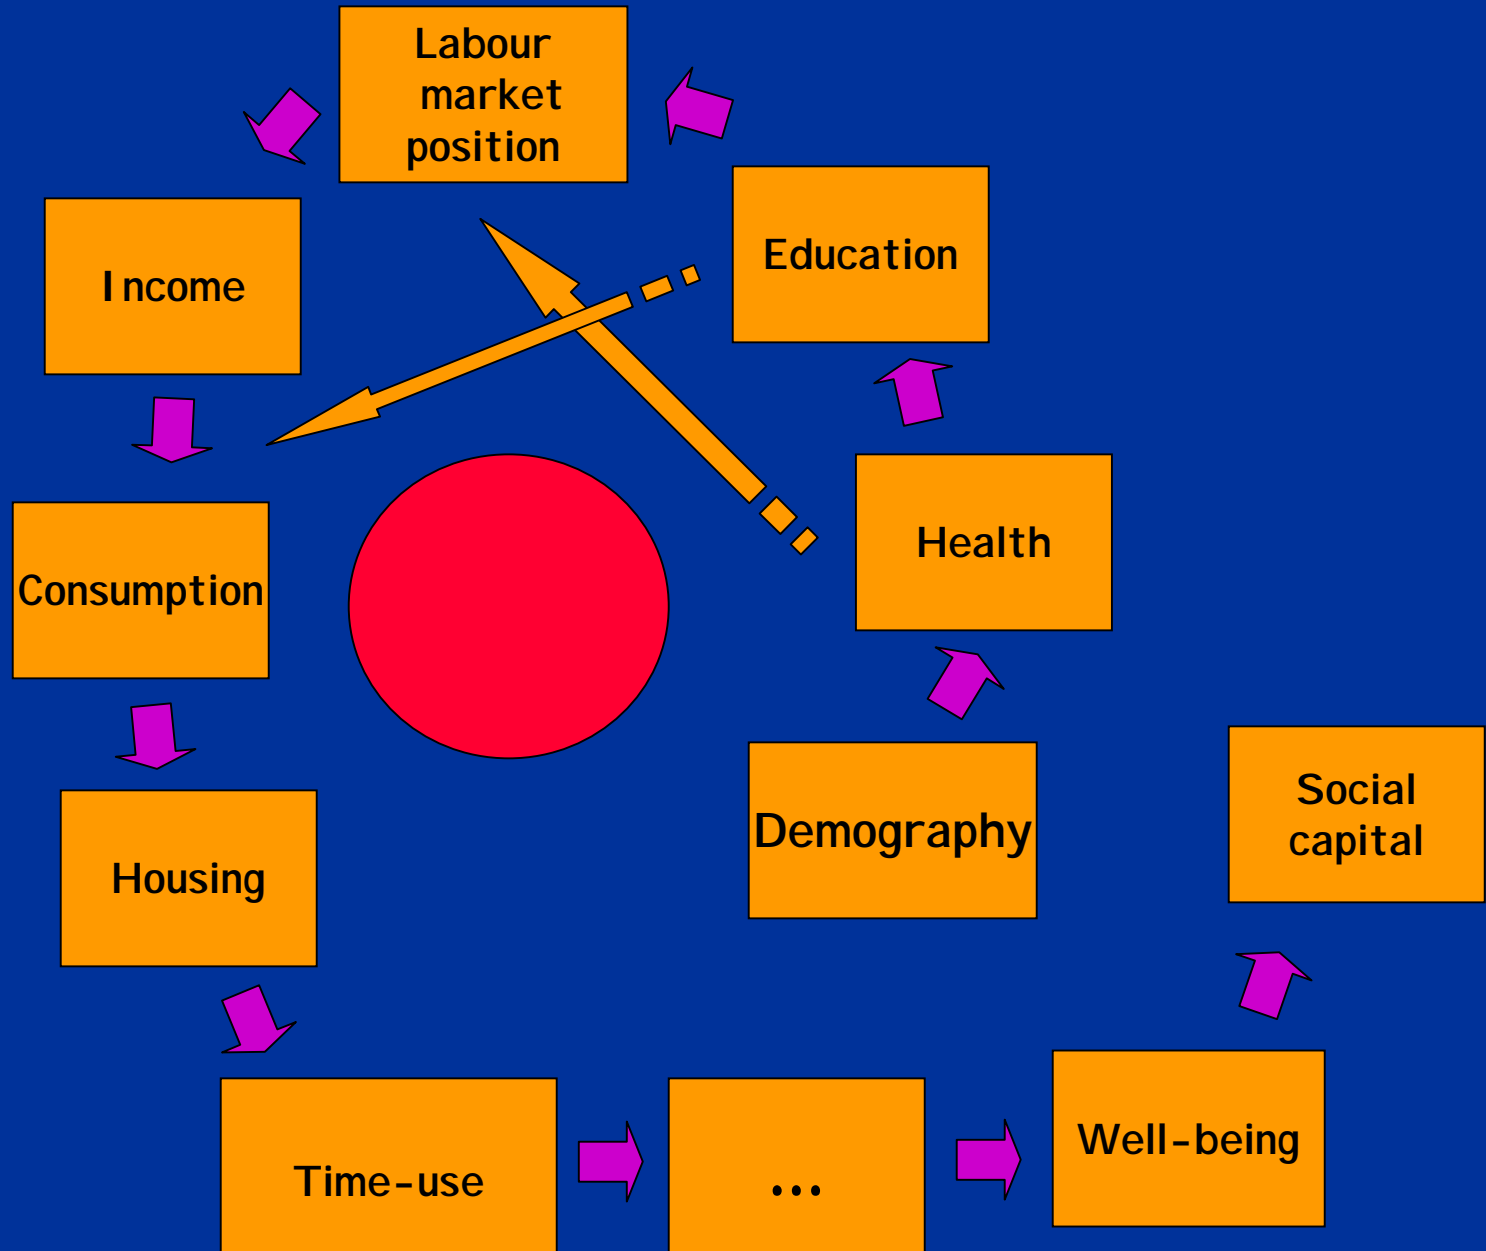 Labour
market
position
Education
Income
Health
Consumption
Social
capital
Demography
Housing
Well-being
Time-use
...